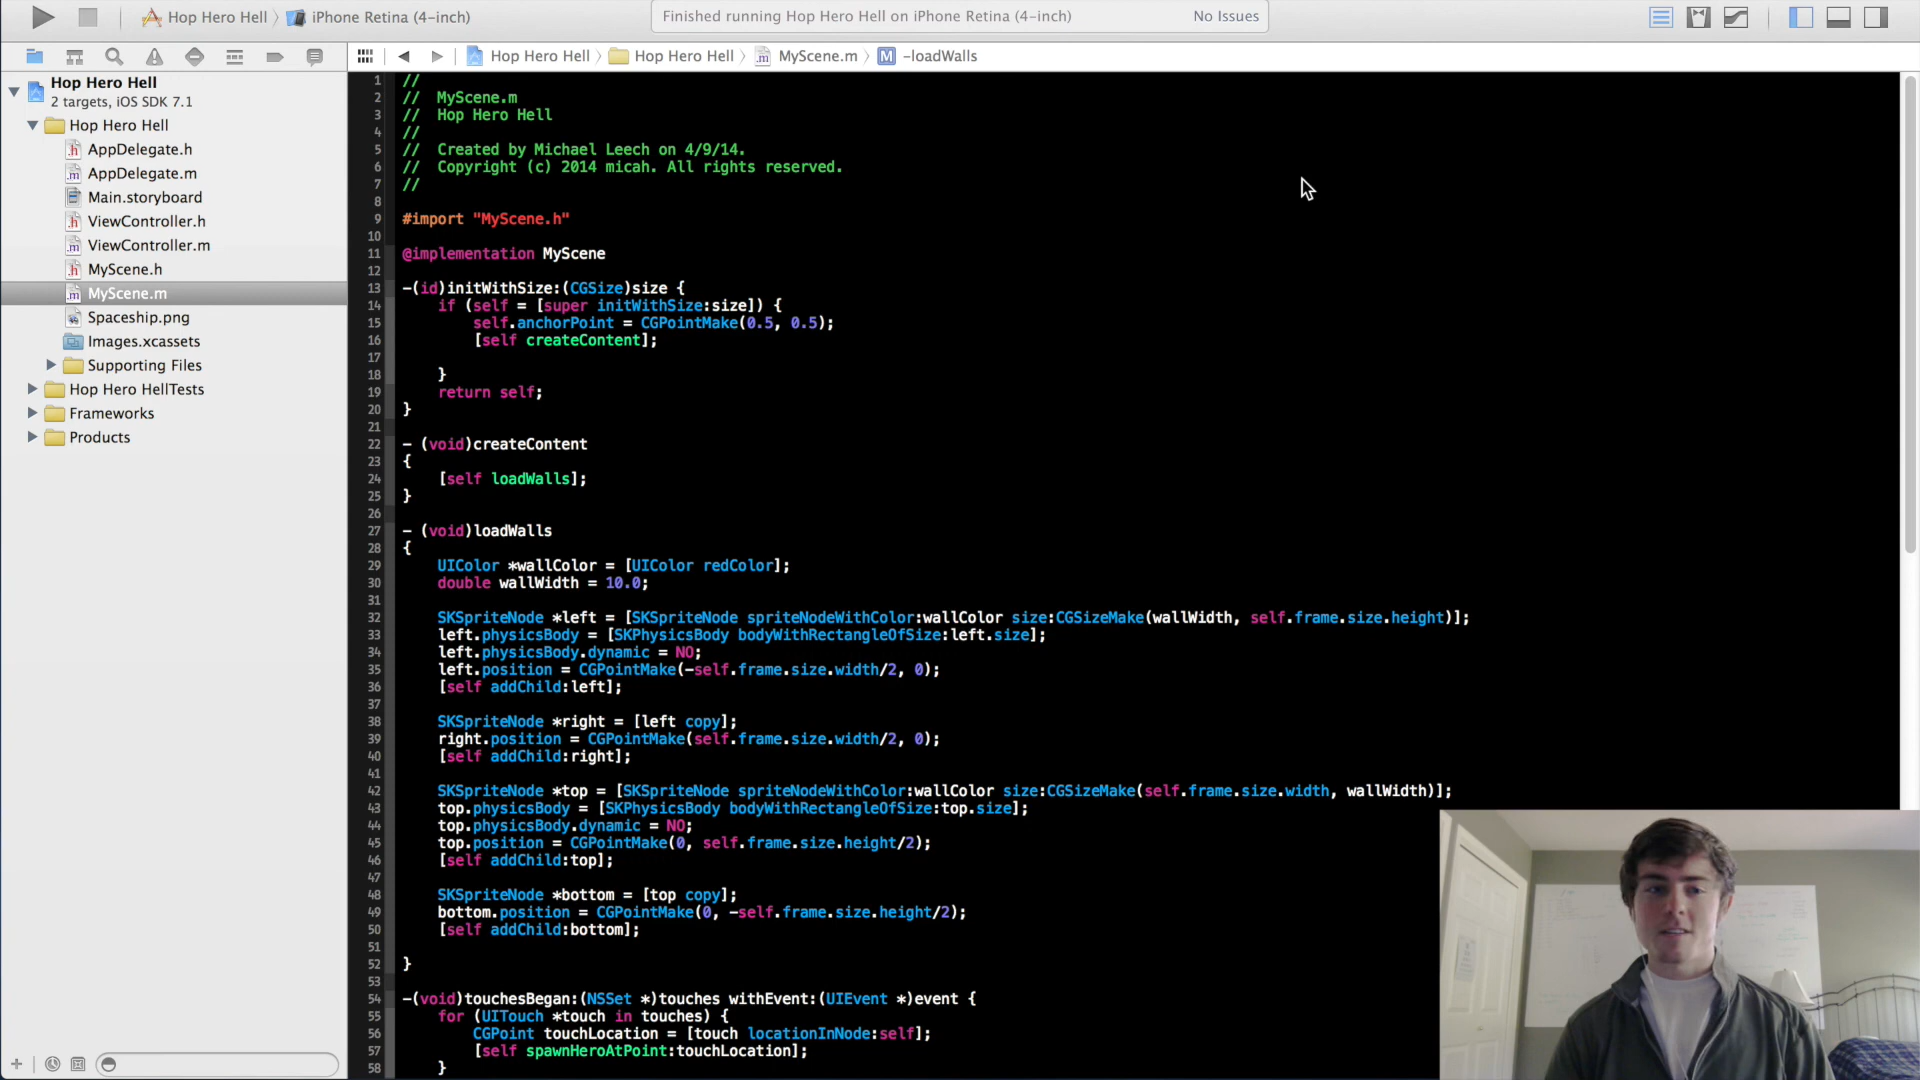 Hop Hero Hell › iPhone Retina (4-inch)
Finished running Hop Hero Hell on iPhone Retina (4-inch) No Issues
Hop Hero Hell › Hop Hero Hell › MyScene.m › M -loadWalls
Hop Hero Hell
2 targets, iOS SDK 7.1
Hop Hero Hell
h AppDelegate.h
m AppDelegate.m
Main.storyboard
h ViewController.h
m ViewController.m
h MyScene.h
m MyScene.m
Spaceship.png
Images.xcassets
Supporting Files
Hop Hero HellTests
Frameworks
Products
1 //
2 // MyScene.m
3 // Hop Hero Hell
4 //
5 // Created by Michael Leech on 4/9/14.
6 // Copyright (c) 2014 micah. All rights reserved.
7 //
8
9 #import "MyScene.h"
10
11 @implementation MyScene
12
13 -(id)initWithSize:(CGSize)size {
14 if (self = [super initWithSize:size]) {
15 self.anchorPoint = CGPointMake(0.5, 0.5);
16 [self createContent];
17
18 }
19 return self;
20 }
21
22 - (void)createContent
23 {
24 [self loadWalls];
25 }
26
27 - (void)loadWalls
28 {
29 UIColor *wallColor = [UIColor redColor];
30 double wallWidth = 10.0;
31
32 SKSpriteNode *left = [SKSpriteNode spriteNodeWithColor:wallColor size:CGSizeMake(wallWidth, self.frame.size.height)];
33 left.physicsBody = [SKPhysicsBody bodyWithRectangleOfSize:left.size];
34 left.physicsBody.dynamic = NO;
35 left.position = CGPointMake(-self.frame.size.width/2, 0);
36 [self addChild:left];
37
38 SKSpriteNode *right = [left copy];
39 right.position = CGPointMake(self.frame.size.width/2, 0);
40 [self addChild:right];
41
42 SKSpriteNode *top = [SKSpriteNode spriteNodeWithColor:wallColor size:CGSizeMake(self.frame.size.width, wallWidth)];
43 top.physicsBody = [SKPhysicsBody bodyWithRectangleOfSize:top.size];
44 top.physicsBody.dynamic = NO;
45 top.position = CGPointMake(0, self.frame.size.height/2);
46 [self addChild:top];
47
48 SKSpriteNode *bottom = [top copy];
49 bottom.position = CGPointMake(0, -self.frame.size.height/2);
50 [self addChild:bottom];
51
52 }
53
54 -(void)touchesBegan:(NSSet *)touches withEvent:(UIEvent *)event {
55 for (UITouch *touch in touches) {
56 CGPoint touchLocation = [touch locationInNode:self];
57 [self spawnHeroAtPoint:touchLocation];
58 }